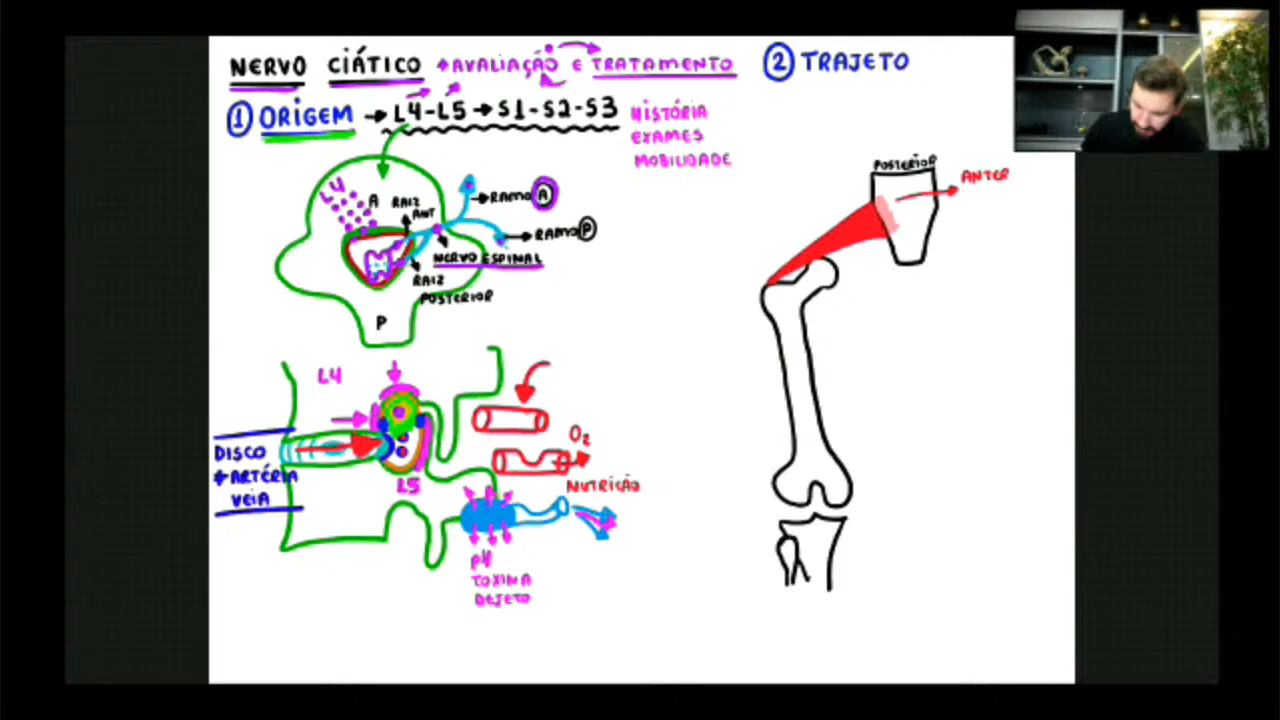 NERVO CIÁTICO → AVALIAÇÃO E TRATAMENTO
① ORIGEM → L4-L5 → S1-S2-S3
HISTÓRIA
EXAMES
MOBILIDADE
L4
A
RAIZ
ANT
→ RAMO A
→ RAMO P
NERVO ESPINAL
RAIZ
POSTERIOR
P
L4
DISCO
+ARTÉRIA
VEIA
L5
O2
NUTRIÇÃO
PH
TOXINA
DEJETO
② TRAJETO
POSTERIOR
ANTER